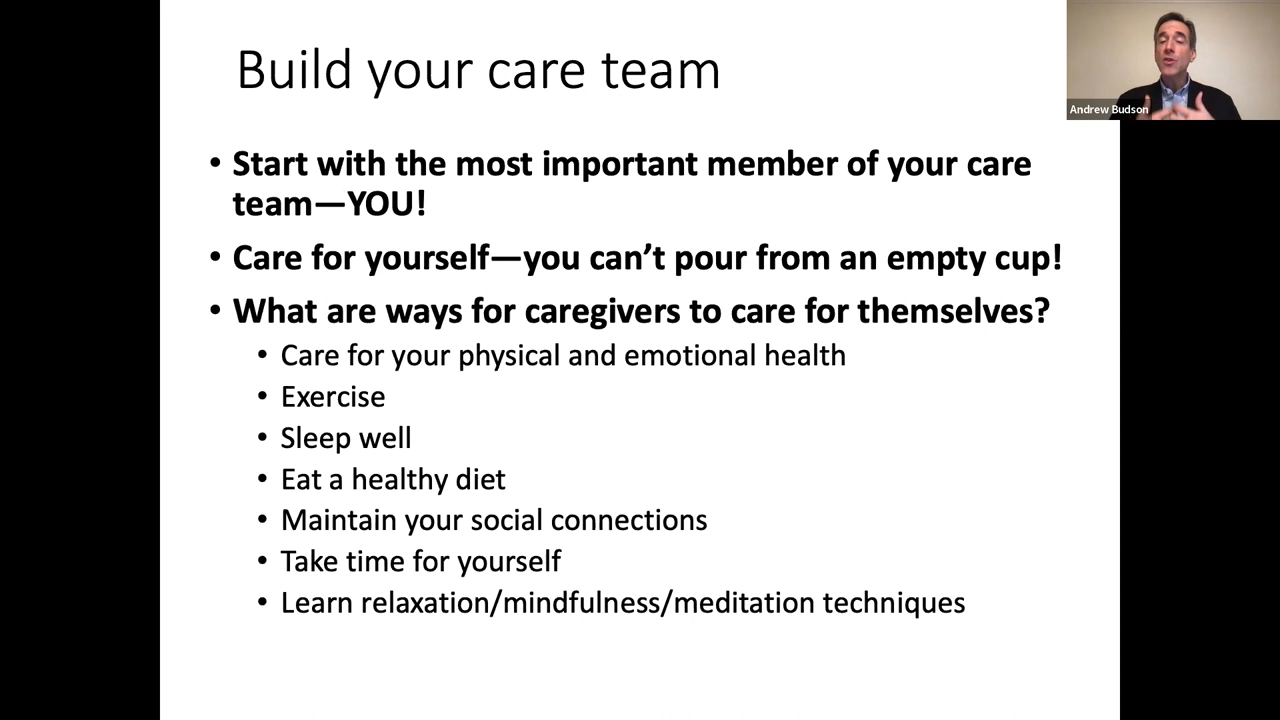 Build your care team
Andrew Budson
• Start with the most important member of your care
team—YOU!
• Care for yourself—you can’t pour from an empty cup!
• What are ways for caregivers to care for themselves?
• Care for your physical and emotional health
• Exercise
• Sleep well
• Eat a healthy diet
• Maintain your social connections
• Take time for yourself
• Learn relaxation/mindfulness/meditation techniques